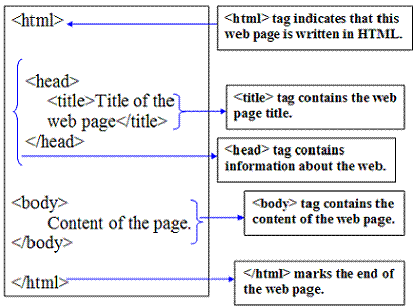 <html>
<html> tag indicates that this
web page is written in HTML.
<head>
<title>Title of the
web page</title>
</head>
<title> tag contains the web
page title.
<head> tag contains
information about the web.
<body>
Content of the page.
</body>
<body> tag contains the
content of the web page.
</html>
</html> marks the end of
the web page.